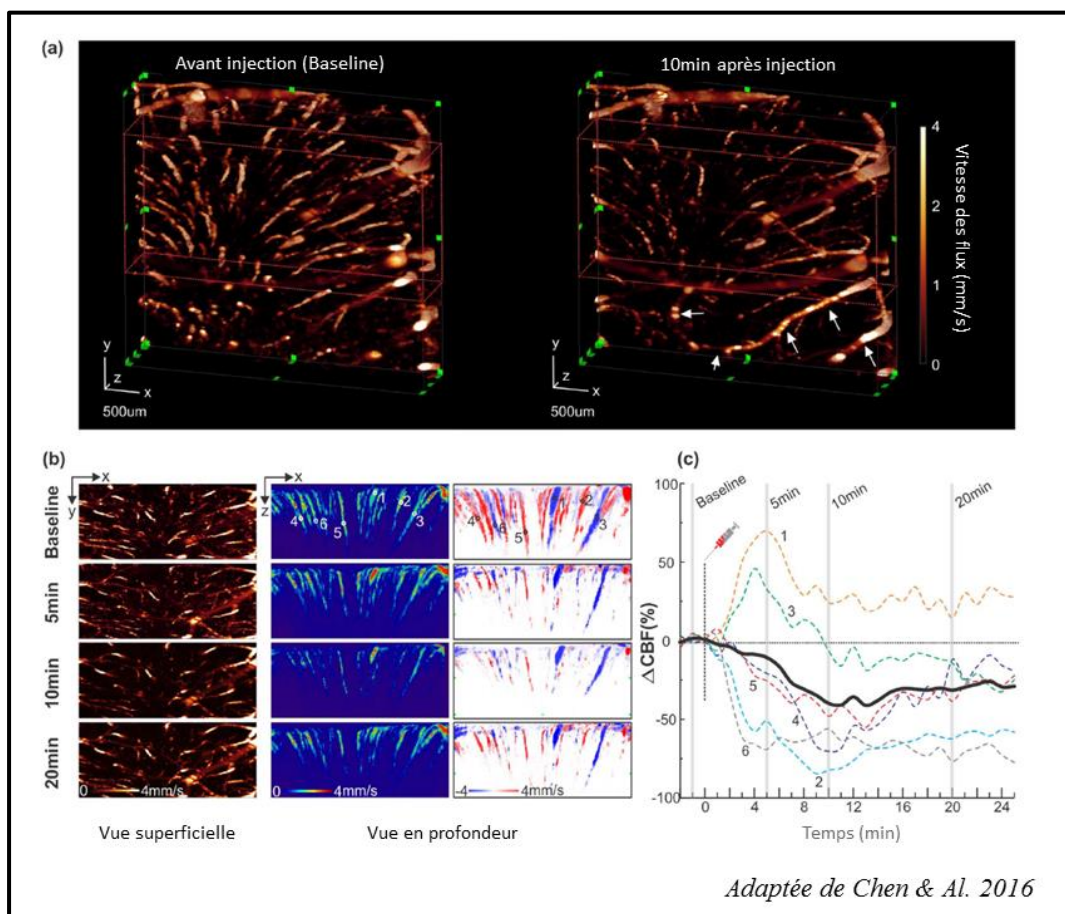 (a)
Avant injection (Baseline)
10min après injection
4
2
1
0
Vitesse des flux (mm/s)
y
z
x
500um
y
z
x
500um
(b)
x
y
x
z
Baseline
1
2
3
4
6
5
1
2
3
4
6
5
5min
10min
20min
0 4mm/s
0 4mm/s
-4 4mm/s
Vue superficielle
Vue en profondeur
(c)
100
50
0
-50
-100
ΔCBF(%)
Baseline
5min
10min
20min
1
3
5
4
6
2
0 4 8 12 16 20 24
Temps (min)
Adaptée de Chen & Al. 2016